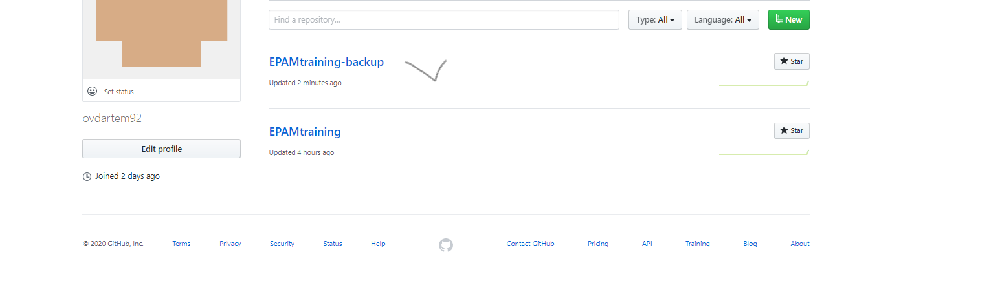 Find a repository...
Type: All
Language: All
New
EPAMtraining-backup
Star
Updated 2 minutes ago
Set status
ovdartem92
EPAMtraining
Star
Updated 4 hours ago
Edit profile
Joined 2 days ago
© 2020 GitHub, Inc. Terms Privacy Security Status Help Contact GitHub Pricing API Training Blog About